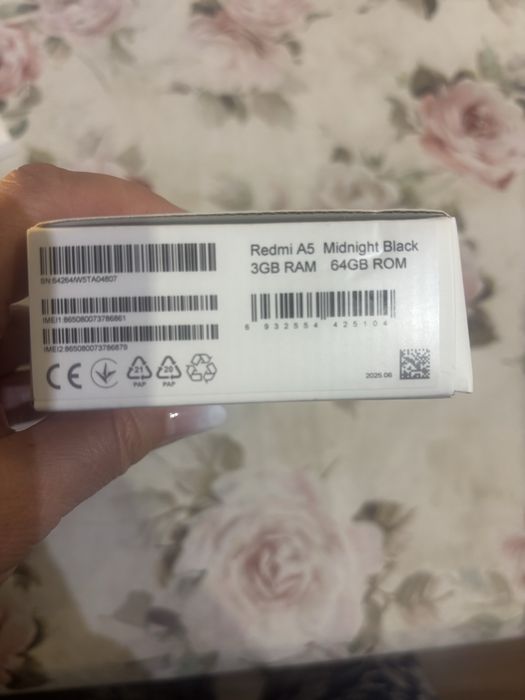 Redmi A5 Midnight Black
3GB RAM 64GB ROM
SN:64264/W5TA04807
IMEI1:865080073786861
IMEI2:865080073786879
6 932554 425104
CE
21
PAP
20
PAP
2025.06